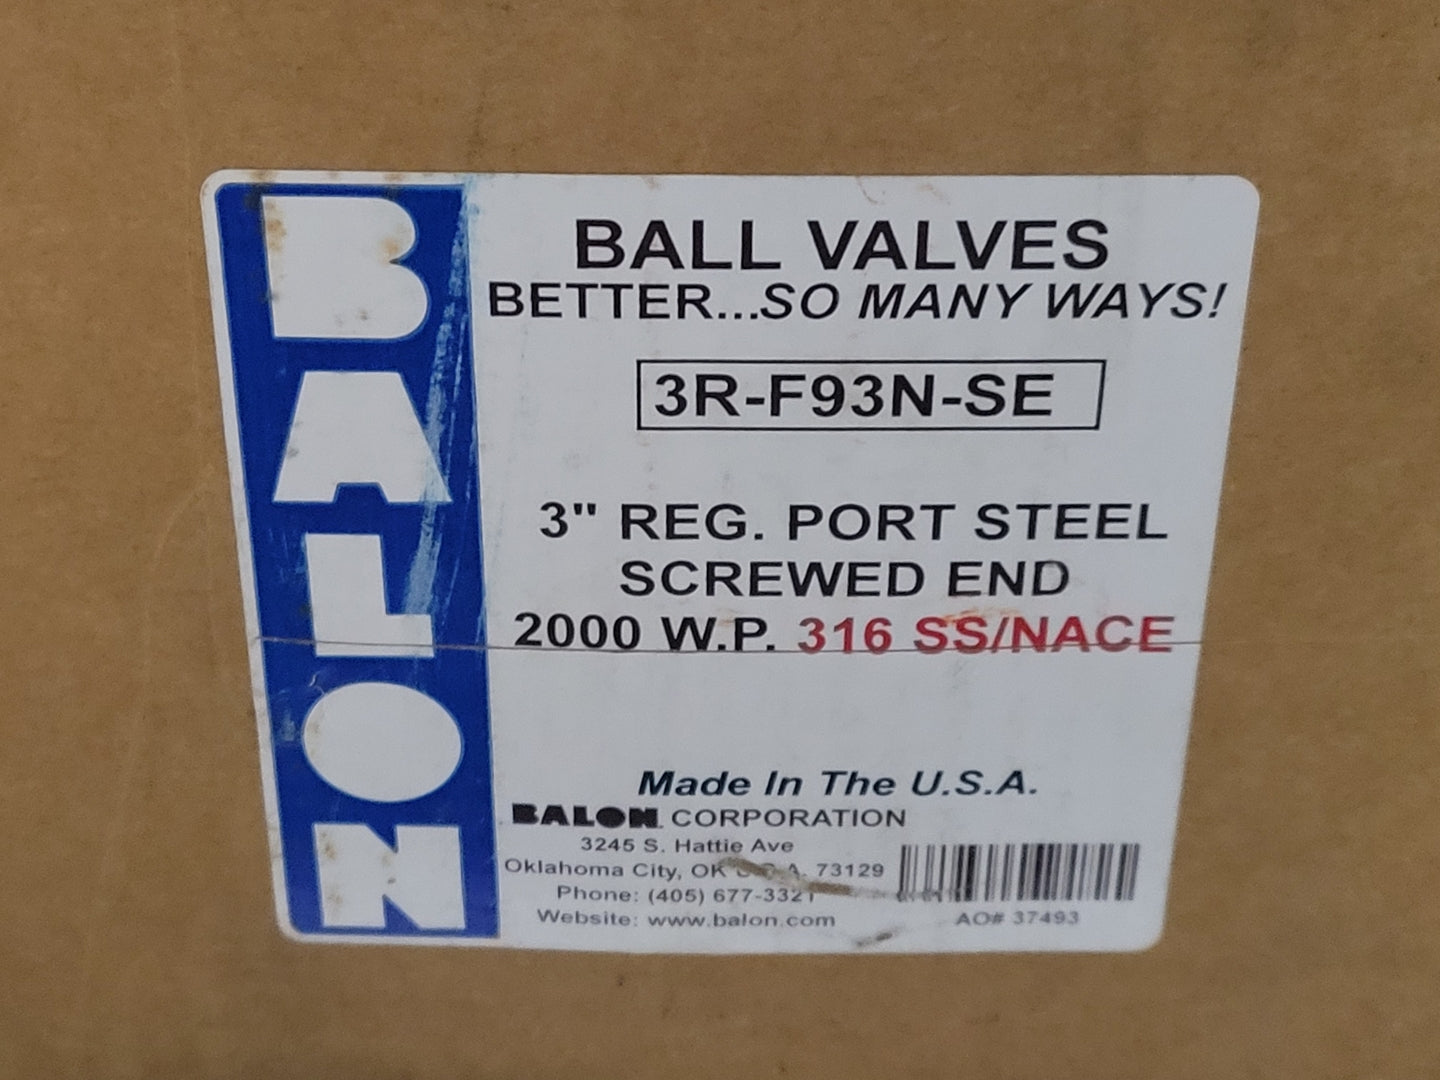 BALON
BALL VALVES
BETTER...SO MANY WAYS!
3R-F93N-SE
3" REG. PORT STEEL
SCREWED END
2000 W.P. 316 SS/NACE
Made In The U.S.A.
BALON CORPORATION
3245 S. Hattie Ave
Oklahoma City, OK U.S.A. 73129
Phone: (405) 677-3321
Website: www.balon.com
AO# 37493